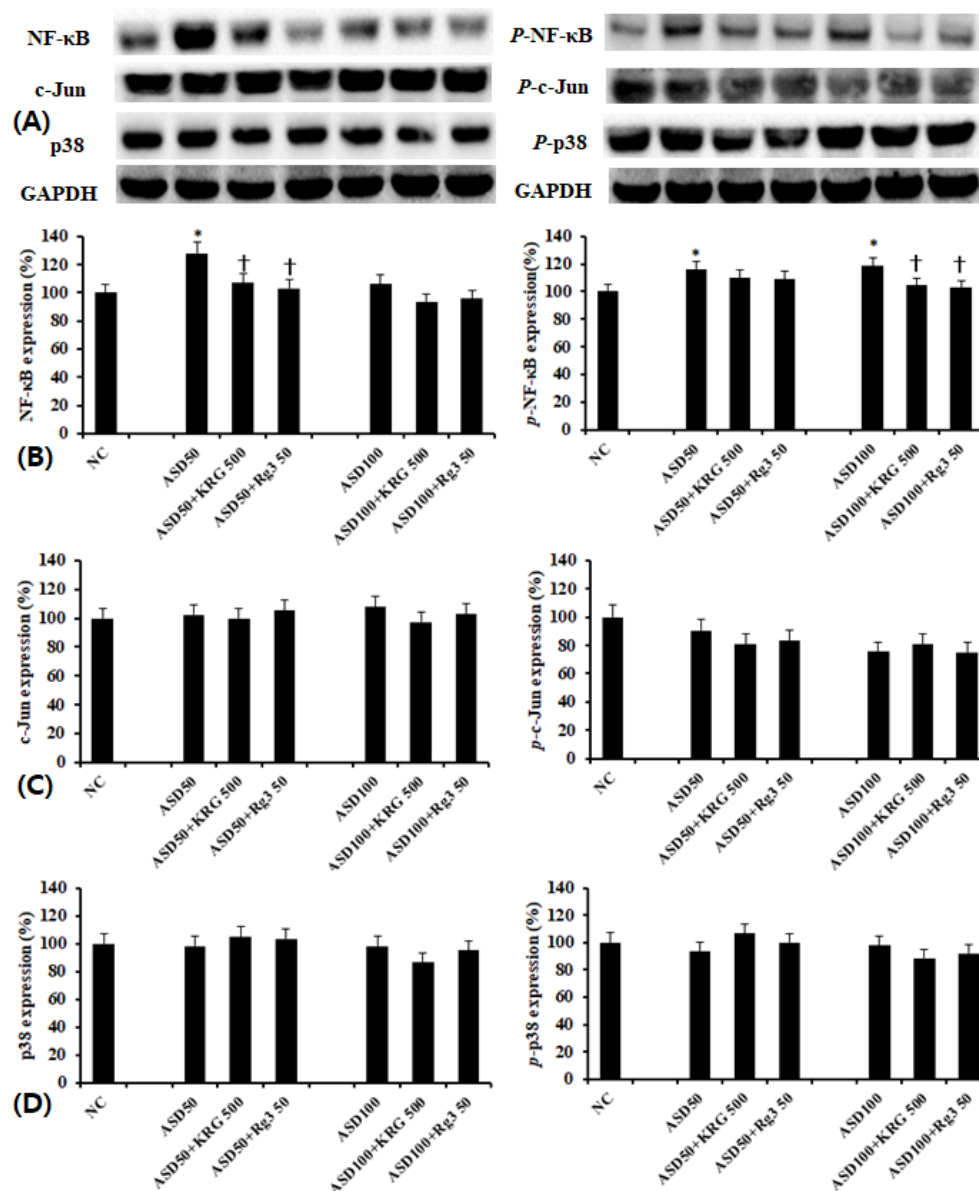 NF-κB
c-Jun
(A)
p38
GAPDH
P-NF-κB
P-c-Jun
P-p38
GAPDH
NF-κB expression (%)
140
120
100
80
60
40
20
0
*
†
†
NC
ASD50
ASD50+KRG 500
ASD50+Rg3 50
ASD100
ASD100+KRG 500
ASD100+Rg3 50
(B)
p-NF-κB expression(%)
140
120
100
80
60
40
20
0
*
*
†
†
NC
ASD50
ASD50+KRG 500
ASD50+Rg3 50
ASD100
ASD100+KRG 500
ASD100+Rg3 50
c-Jun expression (%)
140
120
100
80
60
40
20
0
NC
ASD50
ASD50+KRG 500
ASD50+Rg3 50
ASD100
ASD100+KRG 500
ASD100+Rg3 50
(C)
p-c-Jun expression (%)
140
120
100
80
60
40
20
0
NC
ASD50
ASD50+KRG 500
ASD50+Rg3 50
ASD100
ASD100+KRG 500
ASD100+Rg3 50
p38 expression (%)
140
120
100
80
60
40
20
0
NC
ASD50
ASD50+KRG 500
ASD50+Rg3 50
ASD100
ASD100+KRG 500
ASD100+Rg3 50
(D)
p-p38 expression (%)
140
120
100
80
60
40
20
0
NC
ASD50
ASD50+KRG 500
ASD50+Rg3 50
ASD100
ASD100+KRG 500
ASD100+Rg3 50